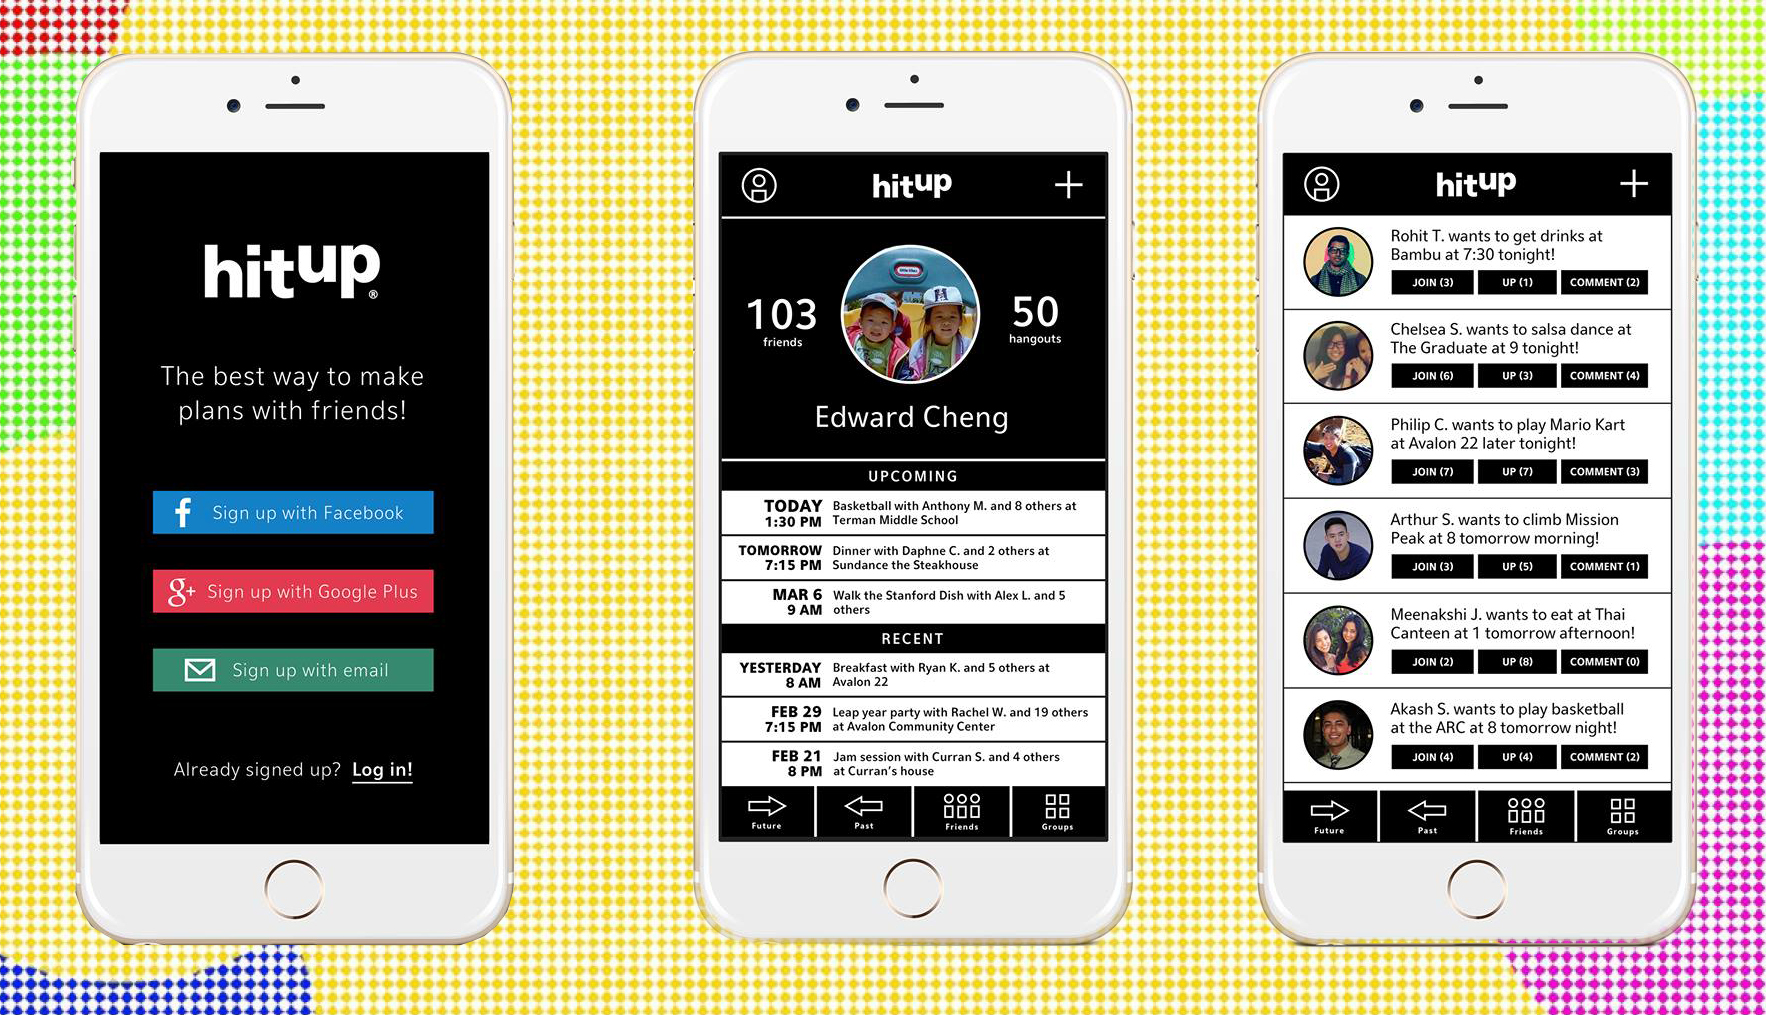 hitup®
The best way to make
plans with friends!
f Sign up with Facebook
g+ Sign up with Google Plus
Sign up with email
Already signed up? Log in!
hitup
103
friends
50
hangouts
Edward Cheng
UPCOMING
TODAY
1:30 PM
Basketball with Anthony M. and 8 others at
Terman Middle School
TOMORROW
7:15 PM
Dinner with Daphne C. and 2 others at
Sundance the Steakhouse
MAR 6
9 AM
Walk the Stanford Dish with Alex L. and 5
others
RECENT
YESTERDAY
8 AM
Breakfast with Ryan K. and 5 others at
Avalon 22
FEB 29
7:15 PM
Leap year party with Rachel W. and 19 others
at Avalon Community Center
FEB 21
8 PM
Jam session with Curran S. and 4 others
at Curran's house
Future Past Friends Groups
hitup
Rohit T. wants to get drinks at
Bambu at 7:30 tonight!
JOIN (3) UP (1) COMMENT (2)
Chelsea S. wants to salsa dance at
The Graduate at 9 tonight!
JOIN (6) UP (3) COMMENT (4)
Philip C. wants to play Mario Kart
at Avalon 22 later tonight!
JOIN (7) UP (7) COMMENT (3)
Arthur S. wants to climb Mission
Peak at 8 tomorrow morning!
JOIN (3) UP (5) COMMENT (1)
Meenakshi J. wants to eat at Thai
Canteen at 1 tomorrow afternoon!
JOIN (2) UP (8) COMMENT (0)
Akash S. wants to play basketball
at the ARC at 8 tomorrow night!
JOIN (4) UP (4) COMMENT (2)
Future Past Friends Groups